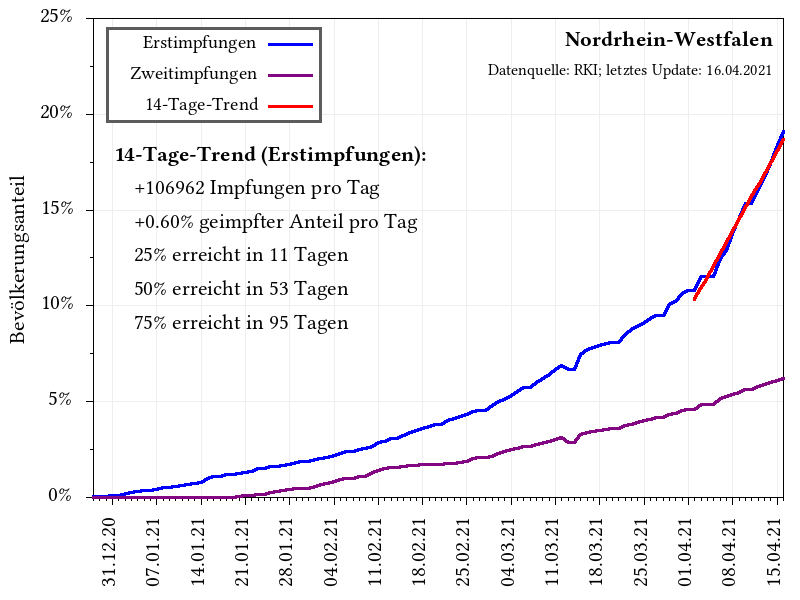 25%
20%
15%
10%
5%
0%
Bevölkerungsanteil
Erstimpfungen
Zweitimpfungen
14-Tage-Trend
Nordrhein-Westfalen
Datenquelle: RKI; letztes Update: 16.04.2021
14-Tage-Trend (Erstimpfungen):
+106962 Impfungen pro Tag
+0.60% geimpfter Anteil pro Tag
25% erreicht in 11 Tagen
50% erreicht in 53 Tagen
75% erreicht in 95 Tagen
31.12.20
07.01.21
14.01.21
21.01.21
28.01.21
04.02.21
11.02.21
18.02.21
25.02.21
04.03.21
11.03.21
18.03.21
25.03.21
01.04.21
08.04.21
15.04.21